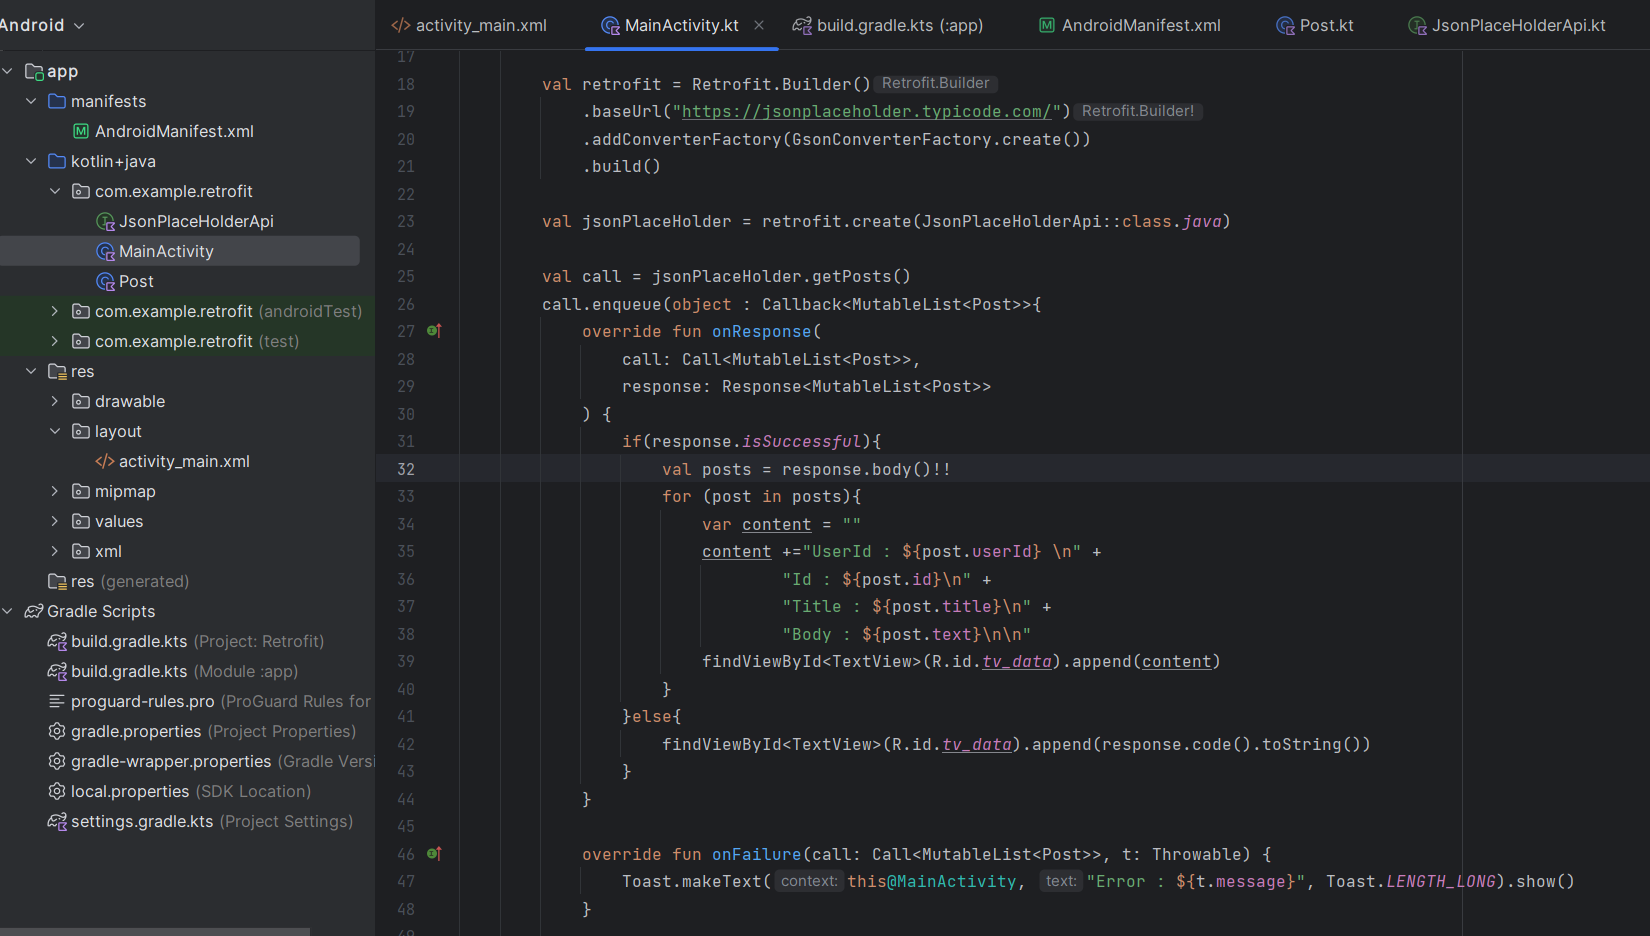 Android
activity_main.xml
MainActivity.kt
build.gradle.kts (:app)
AndroidManifest.xml
Post.kt
JsonPlaceHolderApi.kt
app
manifests
AndroidManifest.xml
kotlin+java
com.example.retrofit
JsonPlaceHolderApi
MainActivity
Post
com.example.retrofit (androidTest)
com.example.retrofit (test)
res
drawable
layout
activity_main.xml
mipmap
values
xml
res (generated)
Gradle Scripts
build.gradle.kts (Project: Retrofit)
build.gradle.kts (Module :app)
proguard-rules.pro (ProGuard Rules for
gradle.properties (Project Properties)
gradle-wrapper.properties (Gradle Versi
local.properties (SDK Location)
settings.gradle.kts (Project Settings)
17
18 val retrofit = Retrofit.Builder() Retrofit.Builder
19 .baseUrl("https://jsonplaceholder.typicode.com/") Retrofit.Builder!
20 .addConverterFactory(GsonConverterFactory.create())
21 .build()
22
23 val jsonPlaceHolder = retrofit.create(JsonPlaceHolderApi::class.java)
24
25 val call = jsonPlaceHolder.getPosts()
26 call.enqueue(object : Callback<MutableList<Post>>{
27 override fun onResponse(
28 call: Call<MutableList<Post>>,
29 response: Response<MutableList<Post>>
30 ) {
31 if(response.isSuccessful){
32 val posts = response.body()!!
33 for (post in posts){
34 var content = ""
35 content +="UserId : ${post.userId} \n" +
36 "Id : ${post.id}\n" +
37 "Title : ${post.title}\n" +
38 "Body : ${post.text}\n\n"
39 findViewById<TextView>(R.id.tv_data).append(content)
40 }
41 }else{
42 findViewById<TextView>(R.id.tv_data).append(response.code().toString())
43 }
44 }
45
46 override fun onFailure(call: Call<MutableList<Post>>, t: Throwable) {
47 Toast.makeText( context: this@MainActivity, text: "Error : ${t.message}", Toast.LENGTH_LONG).show()
48 }
49